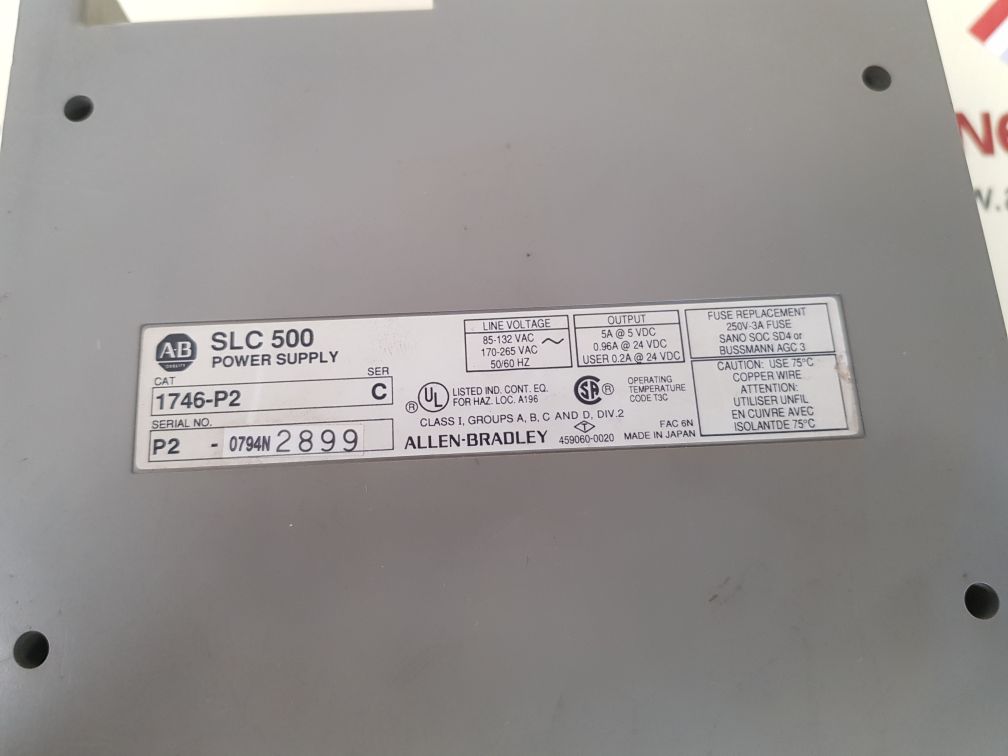 A·B
QUALITY
SLC 500
POWER SUPPLY
CAT
SER
1746-P2
C
SERIAL NO.
P2 - 0794N 2899
LINE VOLTAGE
85-132 VAC
170-265 VAC
50/60 HZ
OUTPUT
5A @ 5 VDC
0.96A @ 24 VDC
USER 0.2A @ 24 VDC
FUSE REPLACEMENT
250V-3A FUSE
SANO SOC SD4 or
BUSSMANN AGC 3
® UL LISTED IND. CONT. EQ.
FOR HAZ. LOC. A196
SA ®
OPERATING
TEMPERATURE
CODE T3C
CLASS I, GROUPS A, B, C AND D, DIV.2
T
ALLEN-BRADLEY
459060-0020
FAC 6N
MADE IN JAPAN
CAUTION: USE 75°C
COPPER WIRE
ATTENTION:
UTILISER UNFIL
EN CUIVRE AVEC
ISOLANTDE 75°C